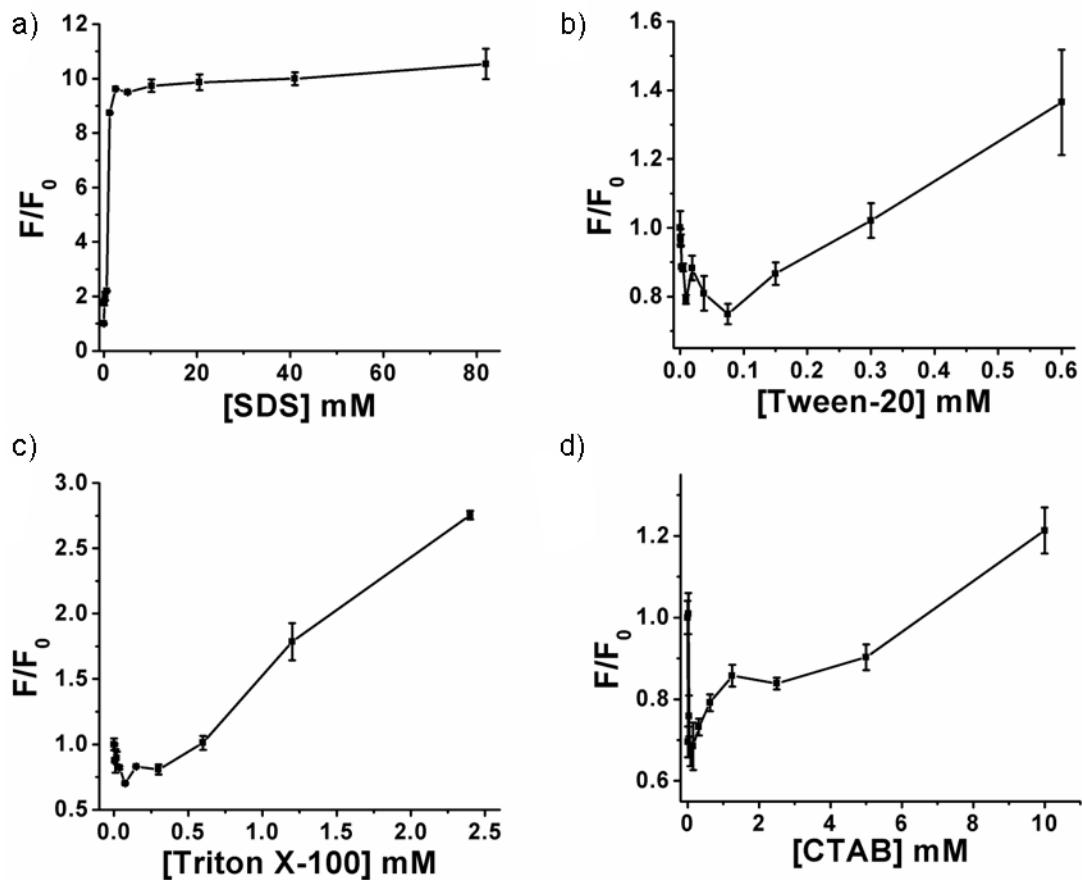 a)
F/F0
12
10
8
6
4
2
0
0 20 40 60 80
[SDS] mM
b)
F/F0
1.6
1.4
1.2
1.0
0.8
0.0 0.1 0.2 0.3 0.4 0.5 0.6
[Tween-20] mM
c)
F/F0
3.0
2.5
2.0
1.5
1.0
0.5
0.0 0.5 1.0 1.5 2.0 2.5
[Triton X-100] mM
d)
F/F0
1.2
1.0
0.8
0.6
0 2 4 6 8 10
[CTAB] mM